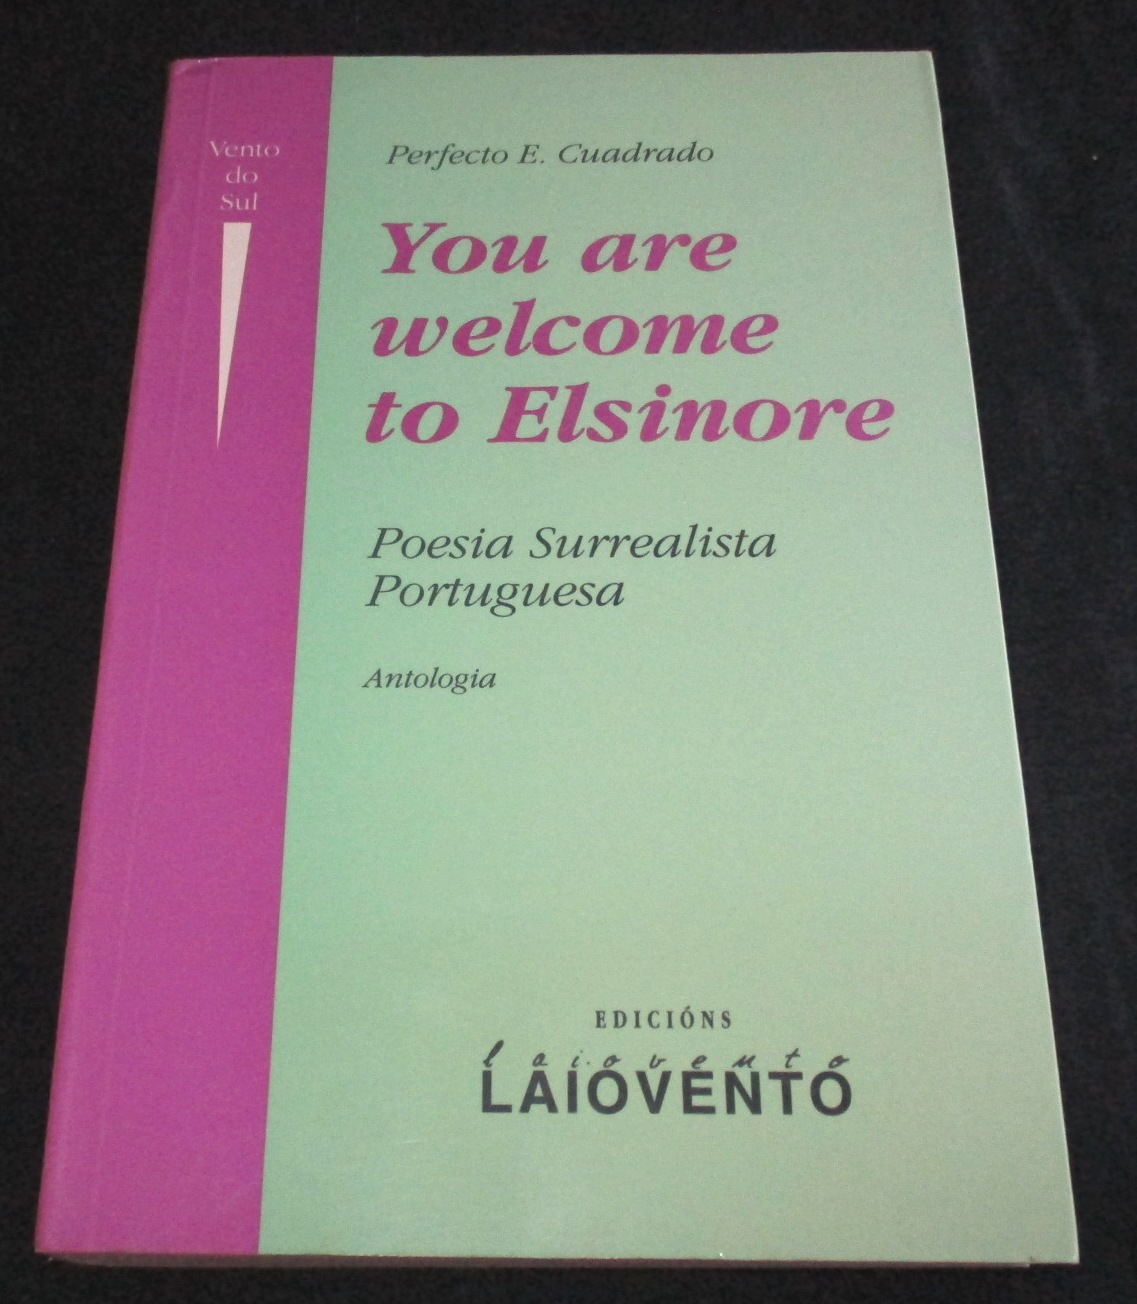 Vento
do
Sul
Perfecto E. Cuadrado
You are
welcome
to Elsinore
Poesia Surrealista
Portuguesa
Antologia
EDICIÓNS
laiovento
LAIOVENTO